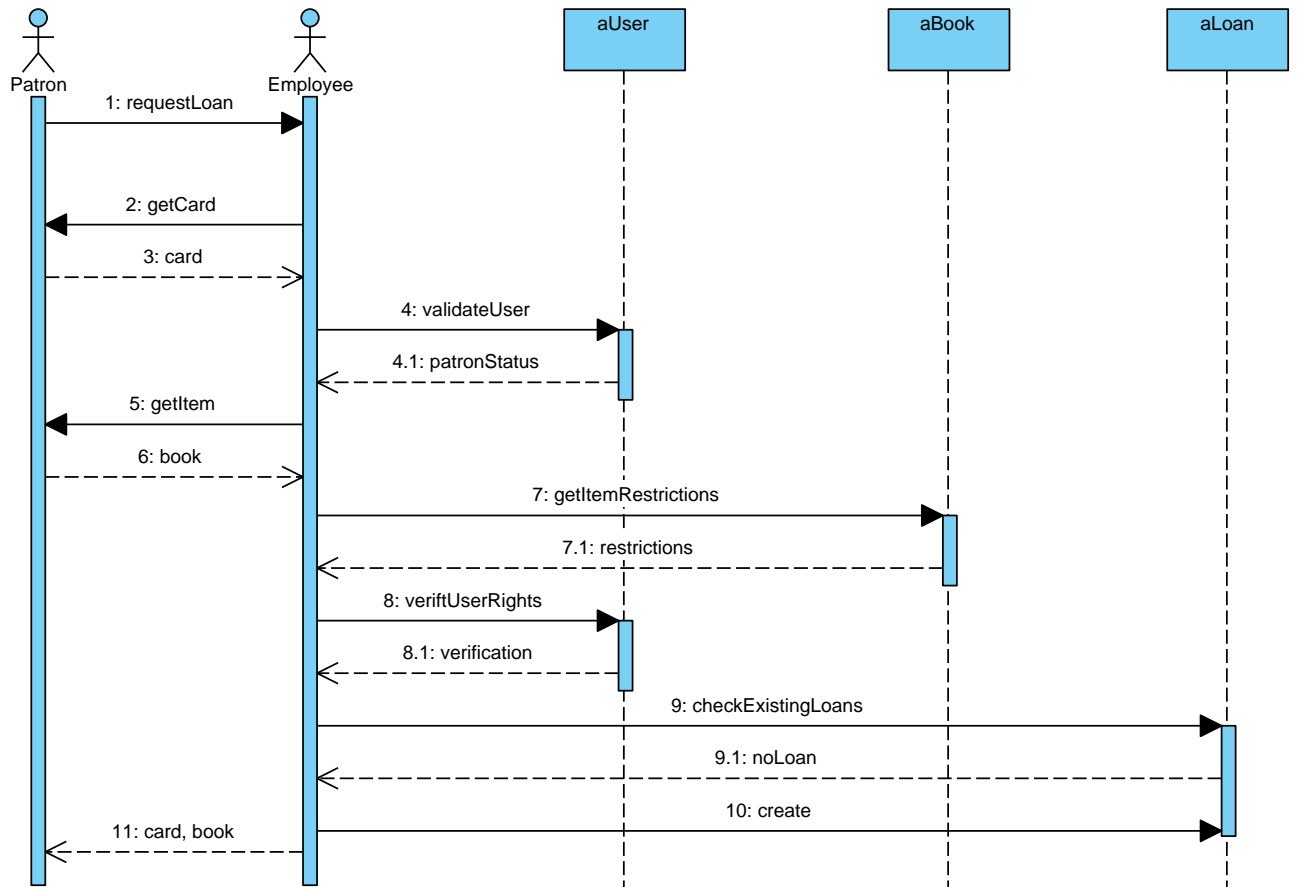 aUser
aBook
aLoan
Patron
Employee
1: requestLoan
2: getCard
3: card
4: validateUser
4.1: patronStatus
5: getItem
6: book
7: getItemRestrictions
7.1: restrictions
8: veriftUserRights
8.1: verification
9: checkExistingLoans
9.1: noLoan
10: create
11: card, book